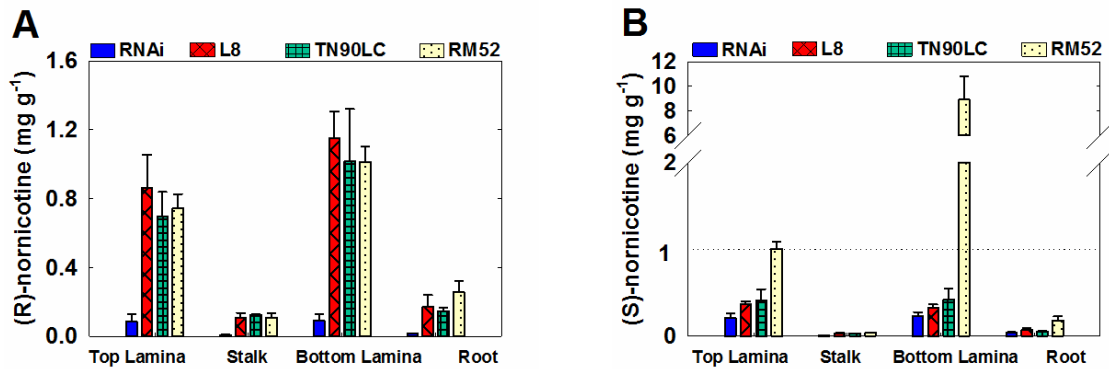 A
RNAi L8 TN90LC RM52
(R)-nornicotine (mg g⁻¹)
1.6
1.2
0.8
0.4
0.0
Top Lamina Stalk Bottom Lamina Root
B
RNAi L8 TN90LC RM52
(S)-nornicotine (mg g⁻¹)
12
10
8
6
2
1
0
Top Lamina Stalk Bottom Lamina Root